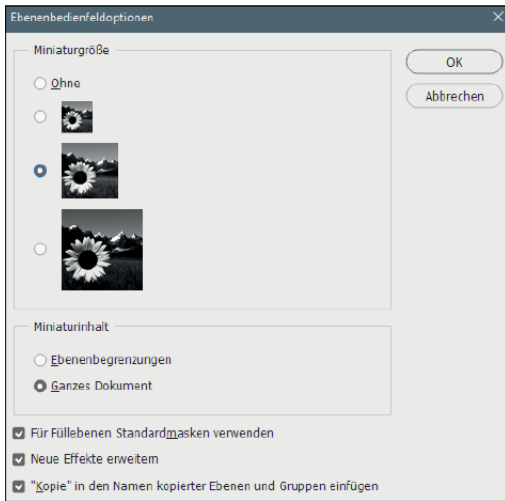 Ebenenbedienfeldoptionen
Miniaturgröße
OK
Ohne
Abbrechen
Miniaturinhalt
Ebenenbegrenzungen
Ganzes Dokument
Für Füllebenen Standardmasken verwenden
Neue Effekte erweitern
"Kopie" in den Namen kopierter Ebenen und Gruppen einfügen